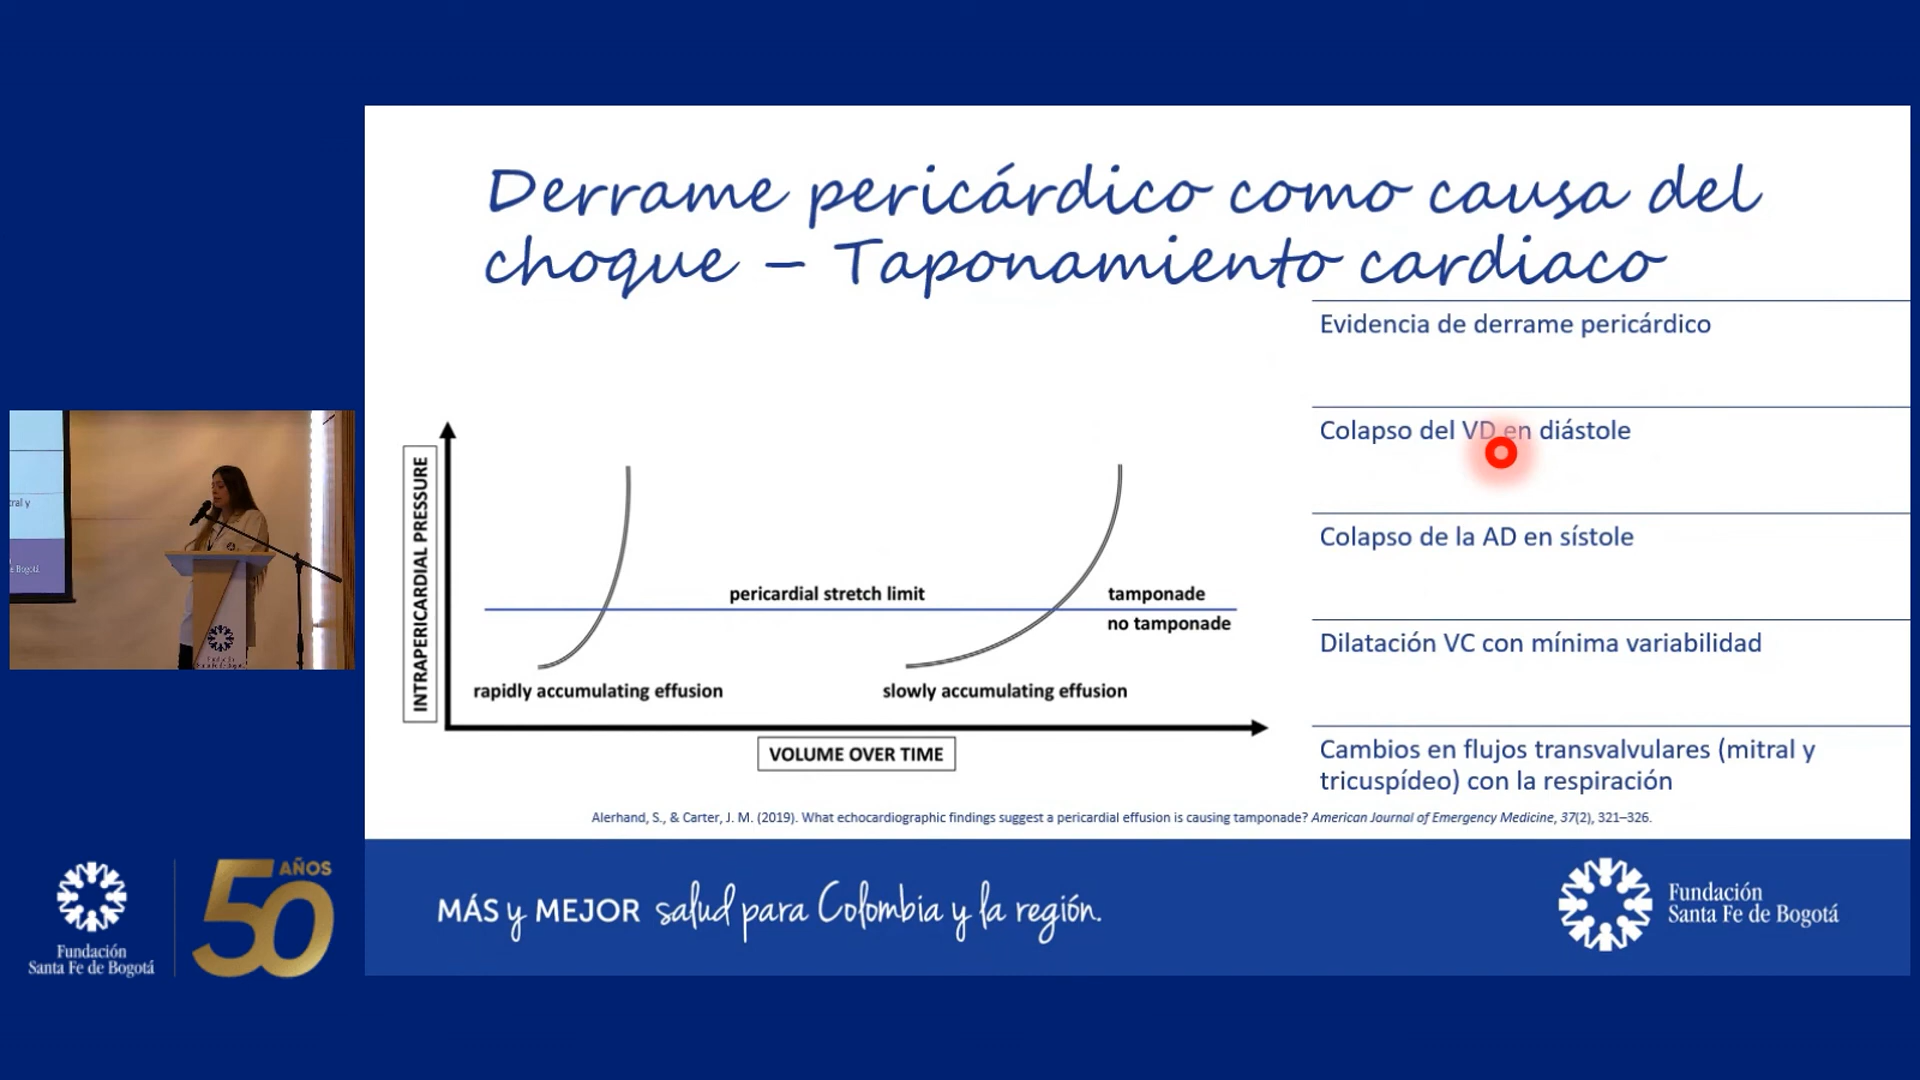 Derrame pericárdico como causa del
choque – Taponamiento cardiaco
Evidencia de derrame pericárdico
Colapso del VD en diástole
Colapso de la AD en sístole
Dilatación VC con mínima variabilidad
Cambios en flujos transvalvulares (mitral y
tricuspídeo) con la respiración
INTRAPERICARDIAL PRESSURE
pericardial stretch limit
tamponade
no tamponade
rapidly accumulating effusion
slowly accumulating effusion
VOLUME OVER TIME
Alerhand, S., & Carter, J. M. (2019). What echocardiographic findings suggest a pericardial effusion is causing tamponade? American Journal of Emergency Medicine, 37(2), 321–326.
MÁS y MEJOR salud para Colombia y la región.
Fundación
Santa Fe de Bogotá
Fundación
Santa Fe de Bogotá
50 AÑOS